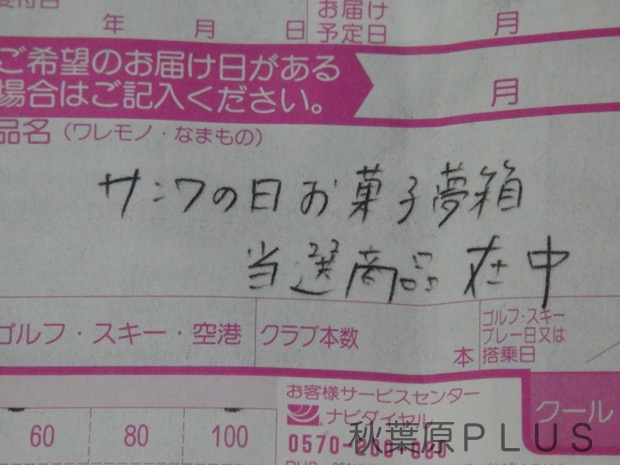 年 月 日
お届け
予定日
月
ご希望のお届け日がある
場合はご記入ください。
月
品名（ワレモノ・なまもの）
サンワの日お菓子夢箱
当選商品在中
ゴルフ・スキー・空港
クラブ本数
本
ゴルフ・スキー
プレー日又は
搭乗日
お客様サービスセンター
ナビダイヤル
クール
60 80 100
0570-
秋葉原PLUS